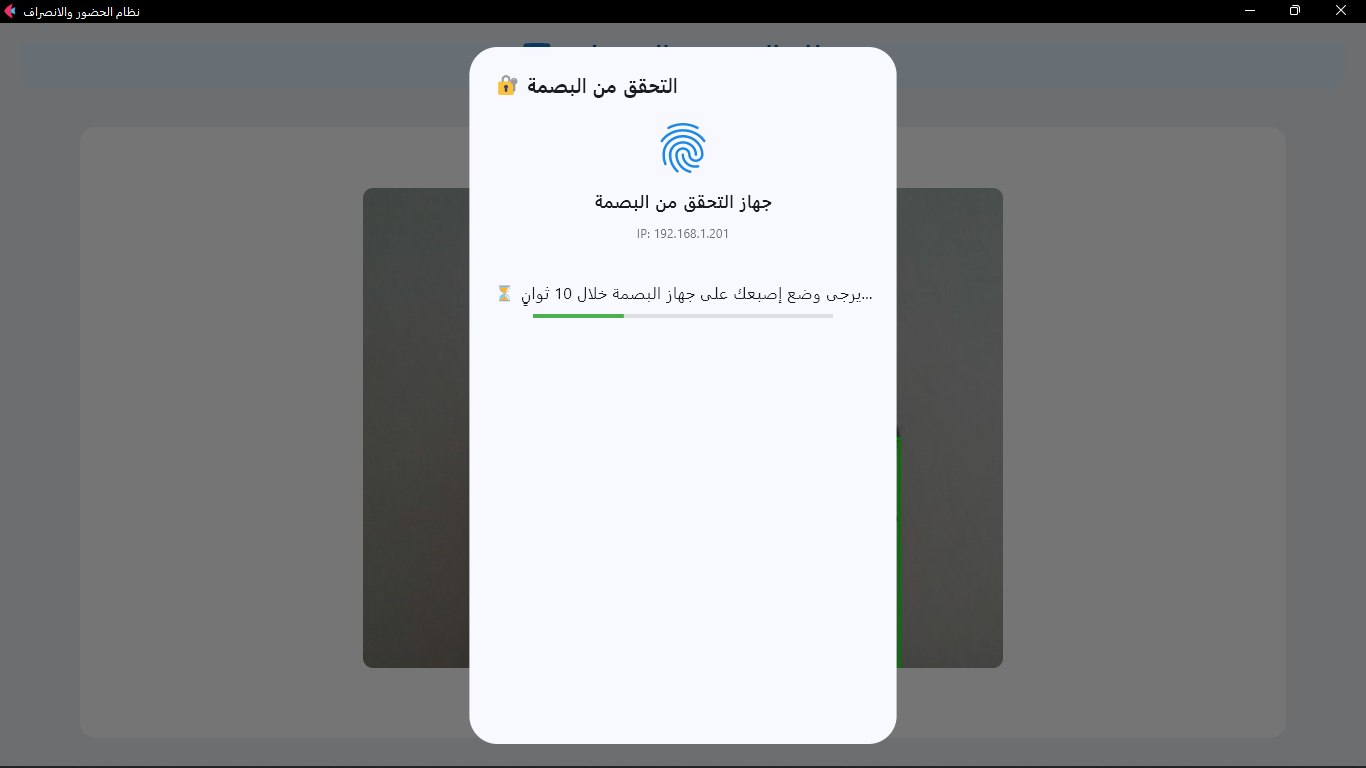 نظام الحضور والانصراف
التحقق من البصمة
جهاز التحقق من البصمة
IP: 192.168.1.201
يرجى وضع إصبعك على جهاز البصمة خلال 10 ثوانٍ...